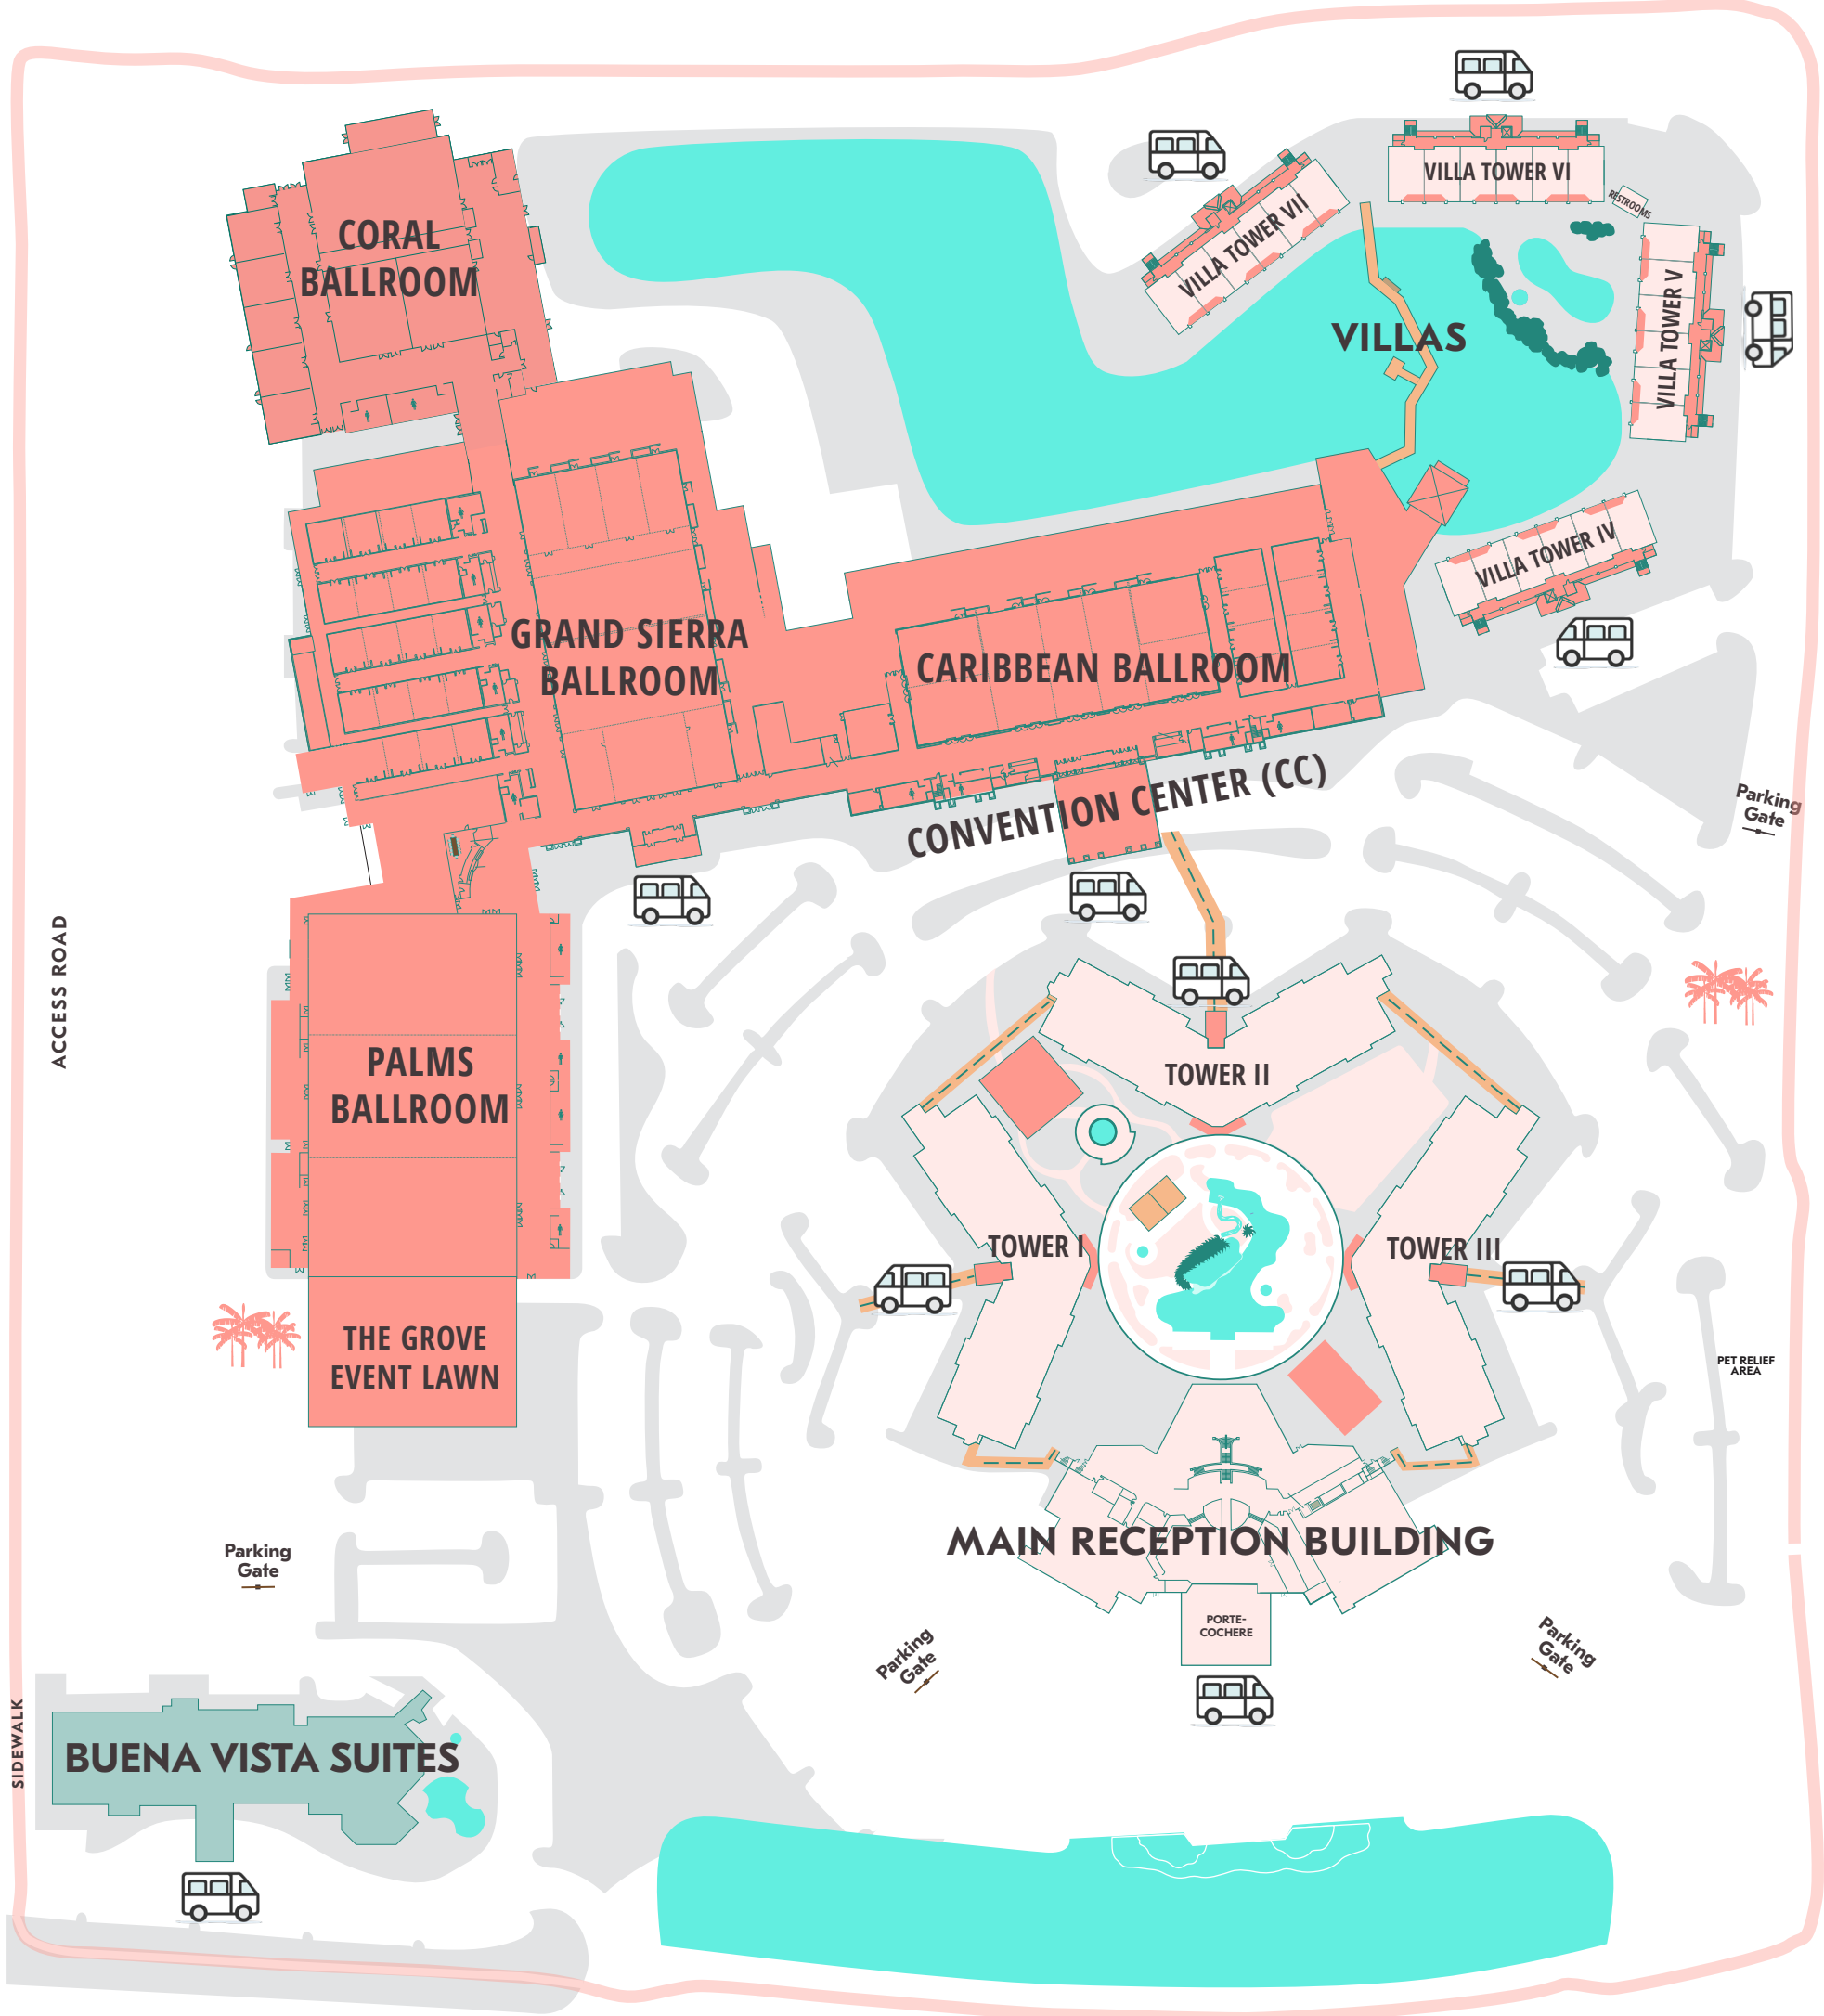 VILLA TOWER VI
RESTROOMS
VILLA TOWER VII
CORAL
BALLROOM
VILLA TOWER V
VILLAS
VILLA TOWER IV
GRAND SIERRA
BALLROOM
CARIBBEAN BALLROOM
CONVENTION CENTER (CC)
Parking
Gate
ACCESS ROAD
PALMS
BALLROOM
TOWER II
TOWER I
TOWER III
THE GROVE
EVENT LAWN
PET RELIEF
AREA
MAIN RECEPTION BUILDING
Parking
Gate
PORTE-
COCHERE
Parking
Gate
Parking
Gate
SIDEWALK
BUENA VISTA SUITES